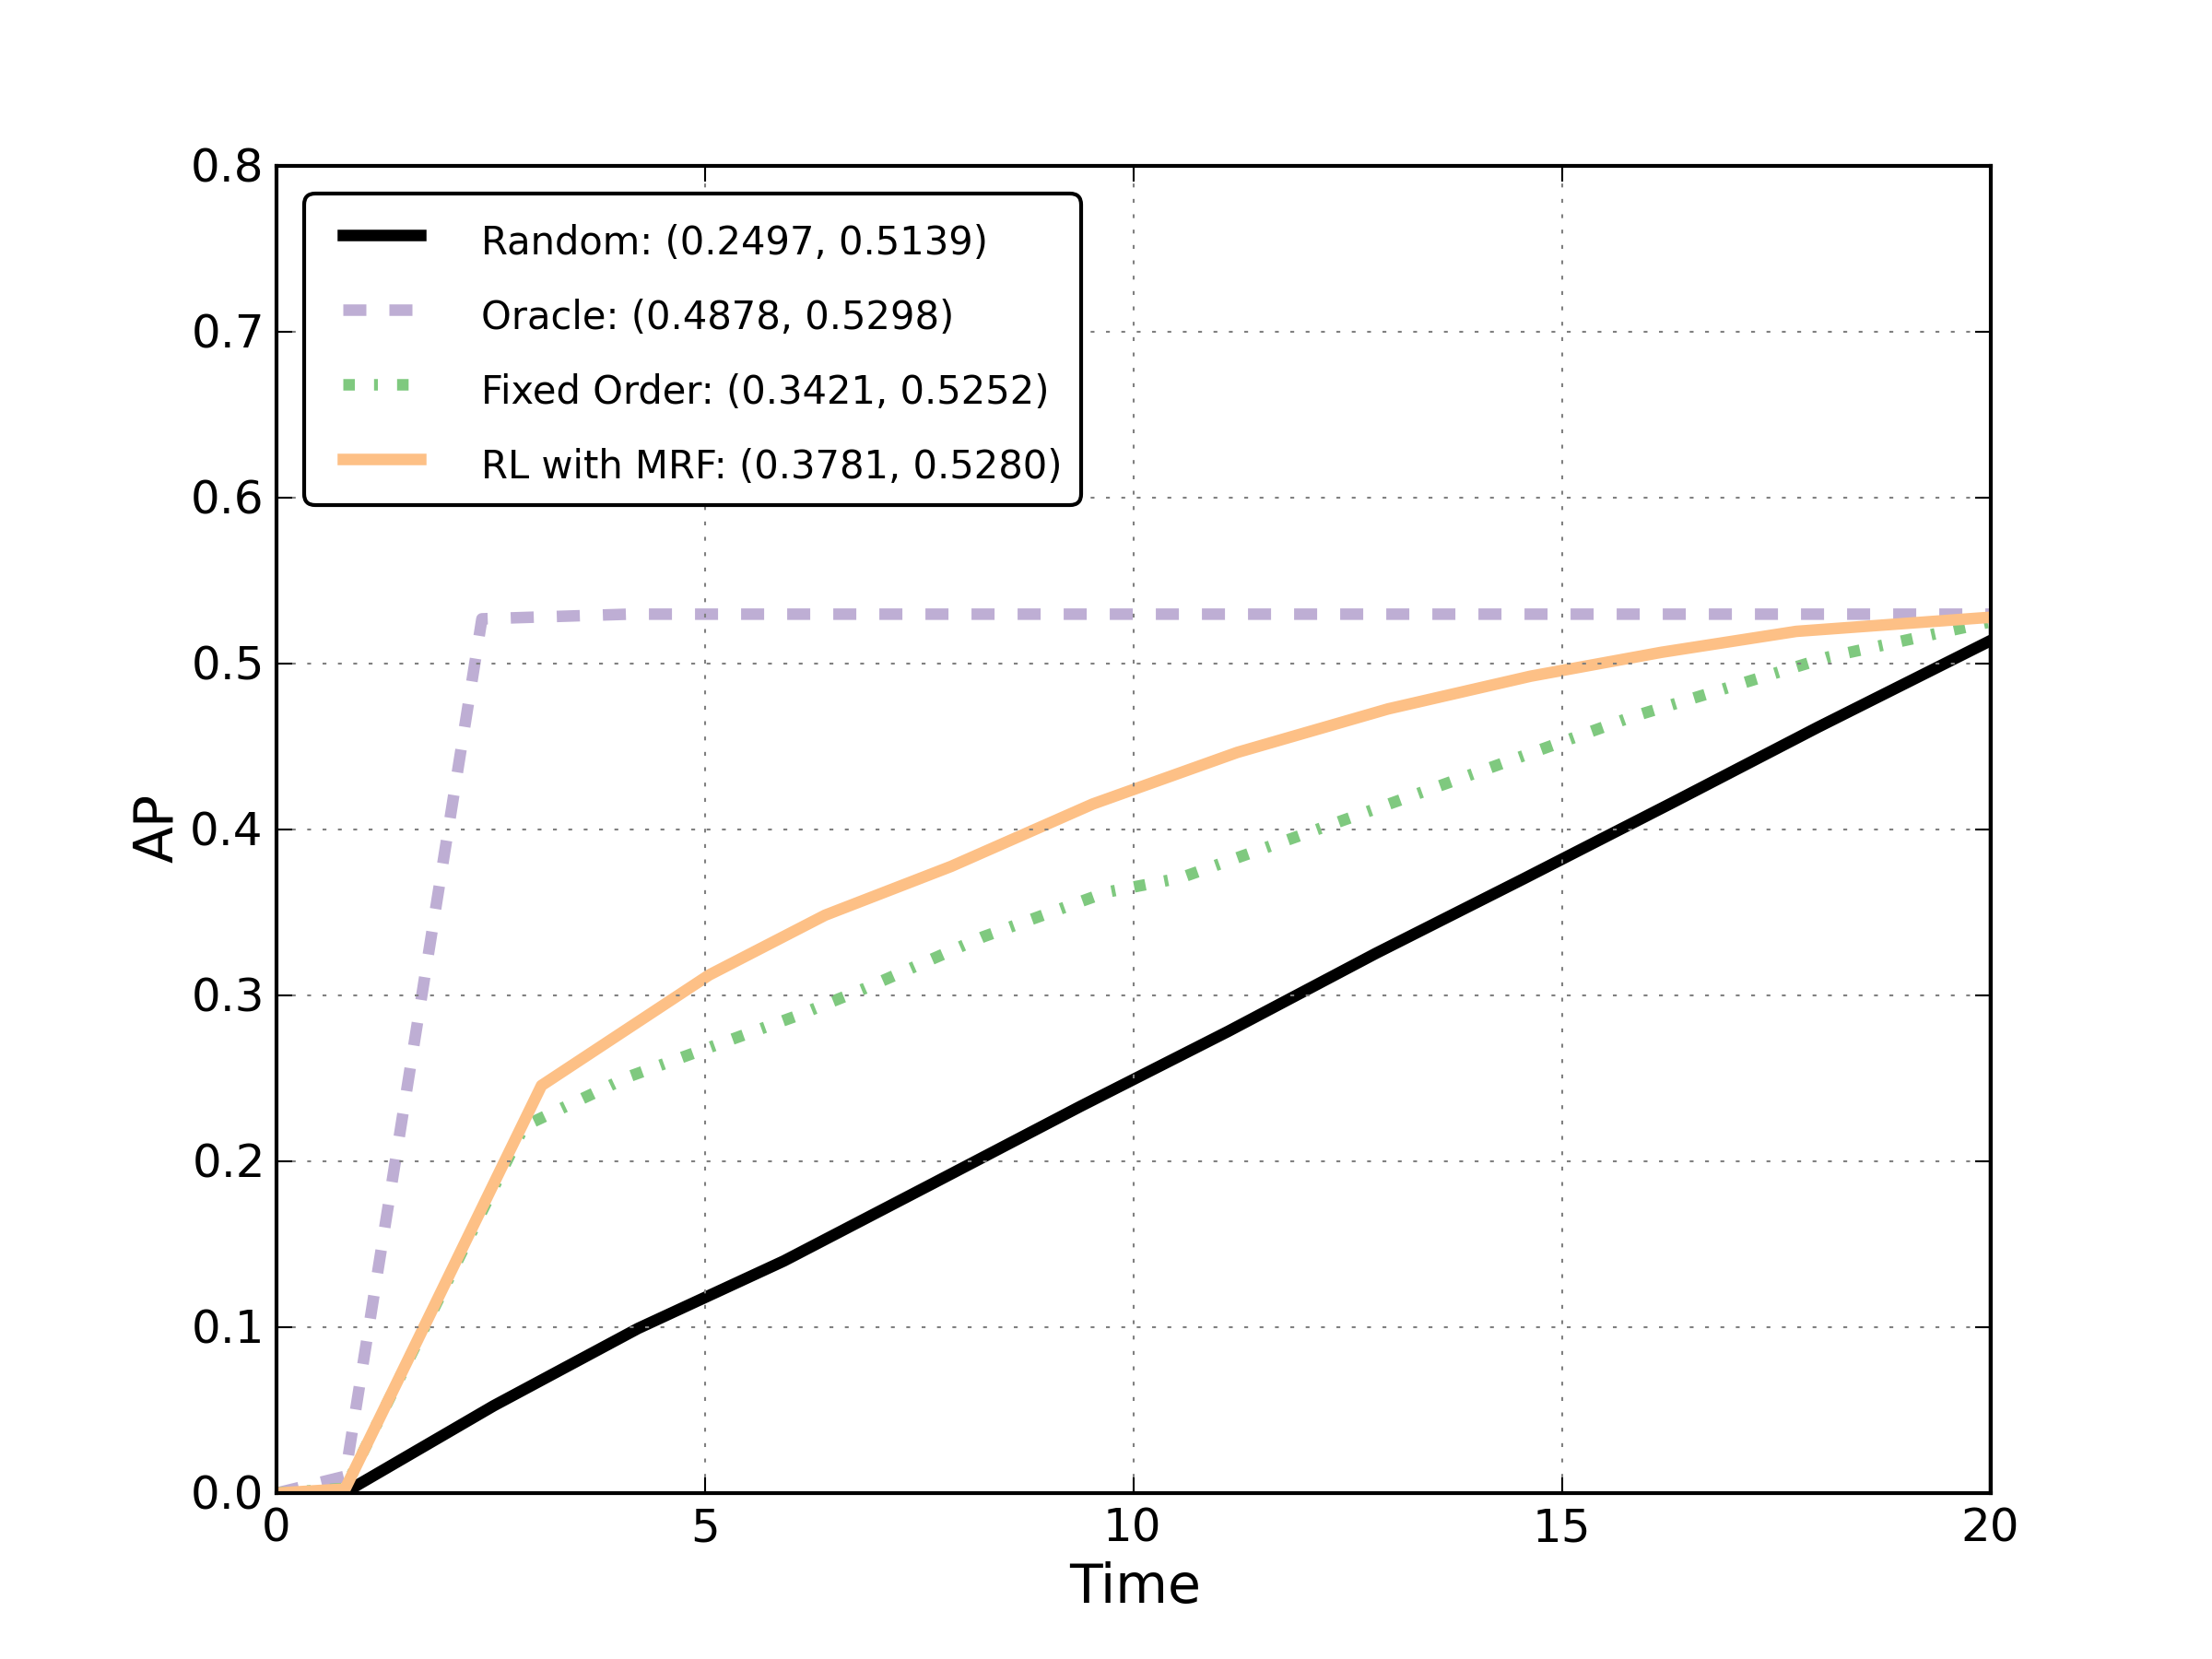 0.8
0.7
0.6
0.5
0.4
0.3
0.2
0.1
0.0
AP
Random: (0.2497, 0.5139)
Oracle: (0.4878, 0.5298)
Fixed Order: (0.3421, 0.5252)
RL with MRF: (0.3781, 0.5280)
0 5 10 15 20
Time